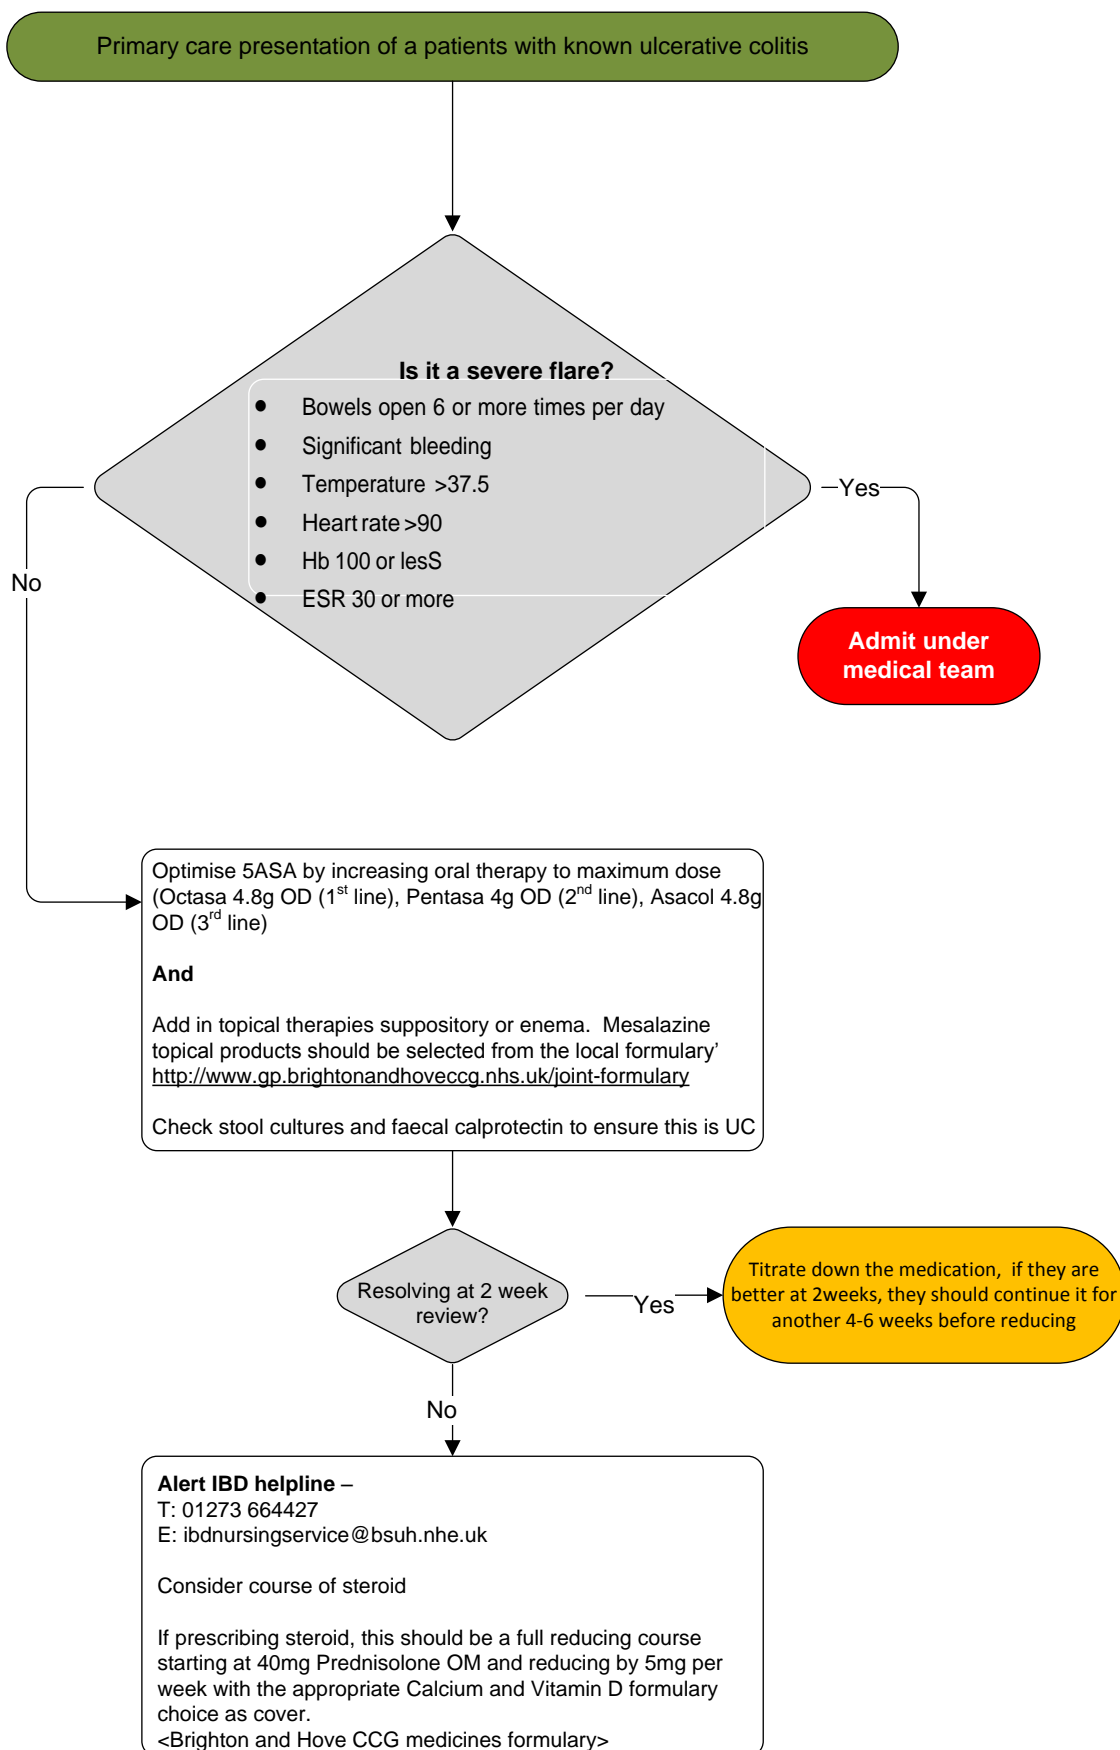 Primary care presentation of a patients with known ulcerative colitis
Is it a severe flare?
• Bowels open 6 or more times per day
• Significant bleeding
• Temperature >37.5
• Heart rate >90
• Hb 100 or lesS
• ESR 30 or more
Yes
No
Admit under
medical team
Optimise 5ASA by increasing oral therapy to maximum dose
(Octasa 4.8g OD (1st line), Pentasa 4g OD (2nd line), Asacol 4.8g
OD (3rd line)
And
Add in topical therapies suppository or enema. Mesalazine
topical products should be selected from the local formulary’
http://www.gp.brightonandhoveccg.nhs.uk/joint-formulary
Check stool cultures and faecal calprotectin to ensure this is UC
Resolving at 2 week
review?
Yes
Titrate down the medication, if they are
better at 2weeks, they should continue it for
another 4-6 weeks before reducing
No
Alert IBD helpline –
T: 01273 664427
E: ibdnursingservice@bsuh.nhe.uk
Consider course of steroid
If prescribing steroid, this should be a full reducing course
starting at 40mg Prednisolone OM and reducing by 5mg per
week with the appropriate Calcium and Vitamin D formulary
choice as cover.
<Brighton and Hove CCG medicines formulary>